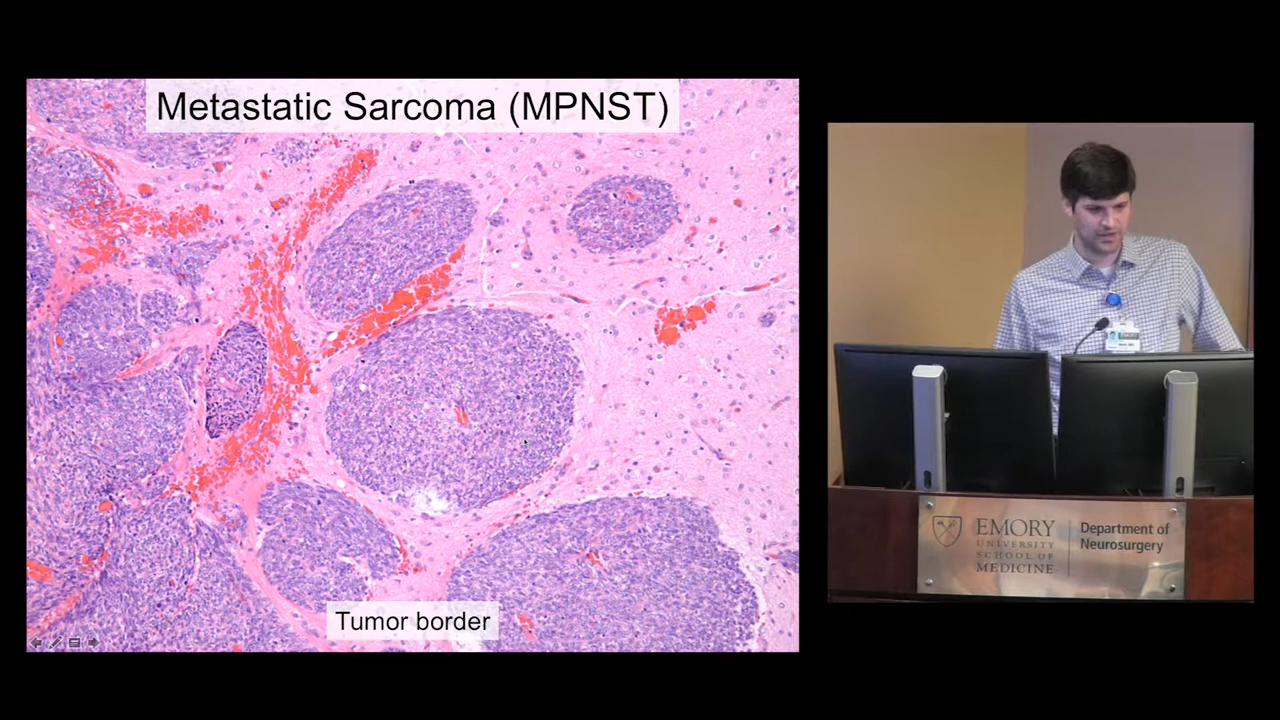 Metastatic Sarcoma (MPNST)
Tumor border
EMORY
UNIVERSITY
SCHOOL OF
MEDICINE
Department of
Neurosurgery